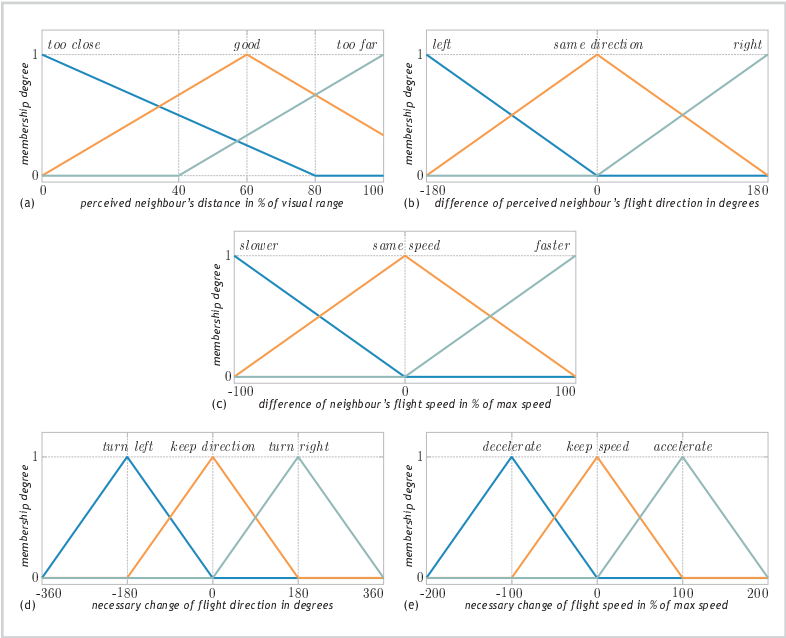 too close good too far
1
membership degree
0
0 40 60 80 100
(a) perceived neighbour's distance in % of visual range
left same direction right
1
membership degree
0
-180 0 180
(b) difference of perceived neighbour's flight direction in degrees
slower same speed faster
1
membership degree
0
-100 0 100
(c) difference of neighbour's flight speed in % of max speed
turn left keep direction turn right
1
membership degree
0
-360 -180 0 180 360
(d) necessary change of flight direction in degrees
decelerate keep speed accelerate
1
membership degree
0
-200 -100 0 100 200
(e) necessary change of flight speed in % of max speed